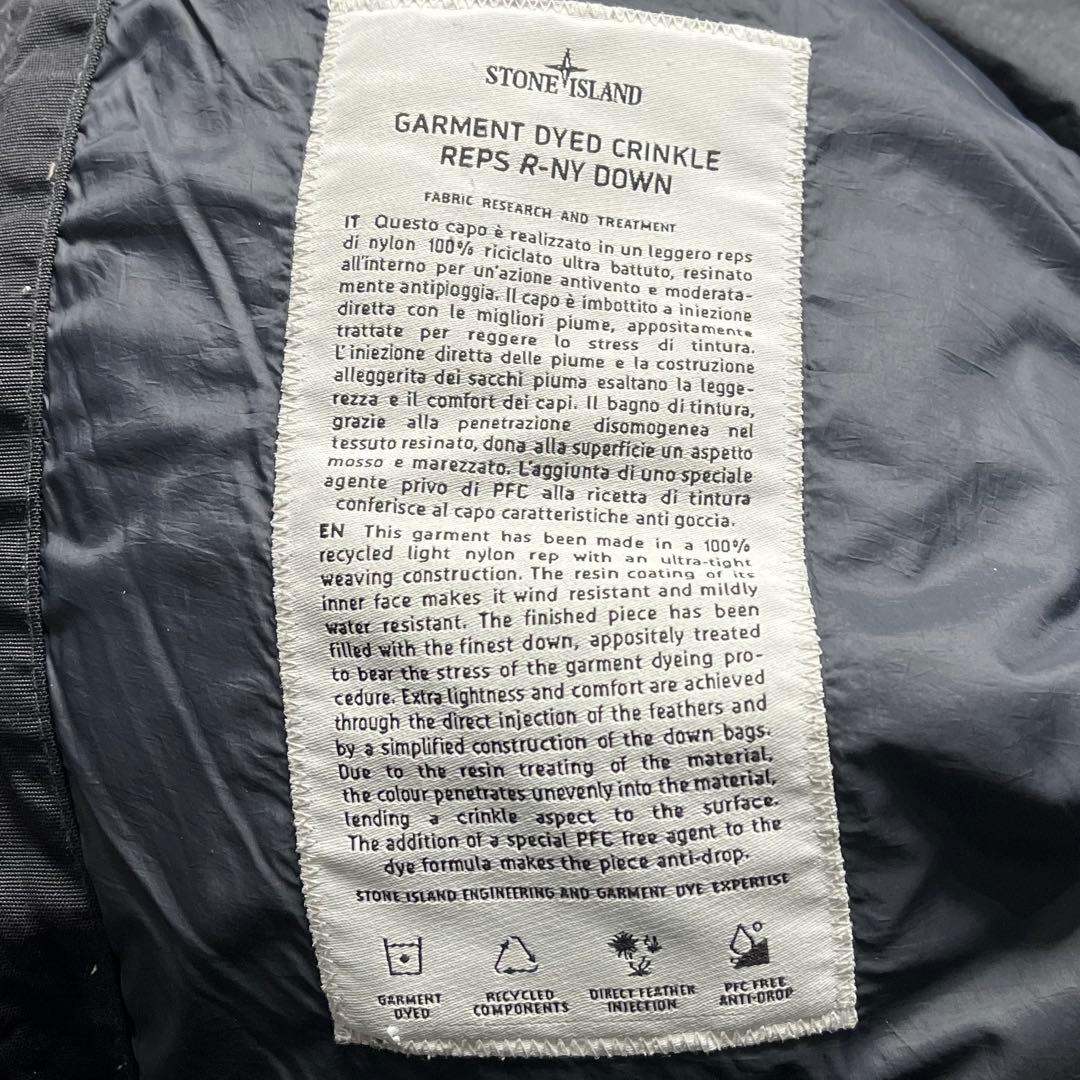 STONE ISLAND
GARMENT DYED CRINKLE
REPS R-NY DOWN
FABRIC RESEARCH AND TREATMENT
IT Questo capo è realizzato in un leggero reps
di nylon 100% riciclato ultra battuto, resinato
all'interno per un'azione antivento e moderata-
mente antipioggia. Il capo è imbottito a iniezione
diretta con le migliori piume, appositamente
trattate per reggere lo stress di tintura.
L'iniezione diretta delle piume e la costruzione
alleggerita dei sacchi piuma esaltano la legge-
rezza e il comfort dei capi. Il bagno di tintura,
grazie alla penetrazione disomogenea nel
tessuto resinato, dona alla superficie un aspetto
mosso e marezzato. L'aggiunta di uno speciale
agente privo di PFC alla ricetta di tintura
conferisce al capo caratteristiche anti goccia.
EN This garment has been made in a 100%
recycled light nylon rep with an ultra-tight
weaving construction. The resin coating of its
inner face makes it wind resistant and mildly
water resistant. The finished piece has been
filled with the finest down, appositely treated
to bear the stress of the garment dyeing pro-
cedure. Extra lightness and comfort are achieved
through the direct injection of the feathers and
by a simplified construction of the down bags.
Due to the resin treating of the material,
the colour penetrates unevenly into the material,
lending a crinkle aspect to the surface.
The addition of a special PFC free agent to the
dye formula makes the piece anti-drop.
STONE ISLAND ENGINEERING AND GARMENT DYE EXPERTISE
GARMENT
DYED
RECYCLED
COMPONENTS
DIRECT FEATHER
INJECTION
PFC FREE
ANTI-DROP